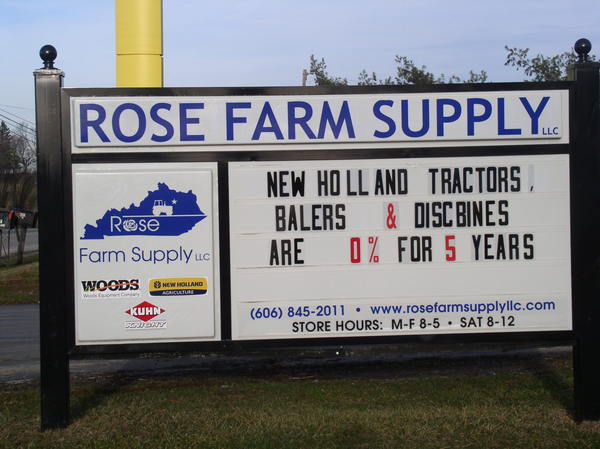 ROSE FARM SUPPLY LLC
Rose
Farm Supply LLC
WOODS
Woods Equipment Company
NEW HOLLAND
AGRICULTURE
KUHN
KNIGHT
NEW HOLLAND TRACTORS,
BALERS & DISCBINES
ARE 0% FOR 5 YEARS
(606) 845-2011 • www.rosefarmsupplyllc.com
STORE HOURS: M-F 8-5 • SAT 8-12